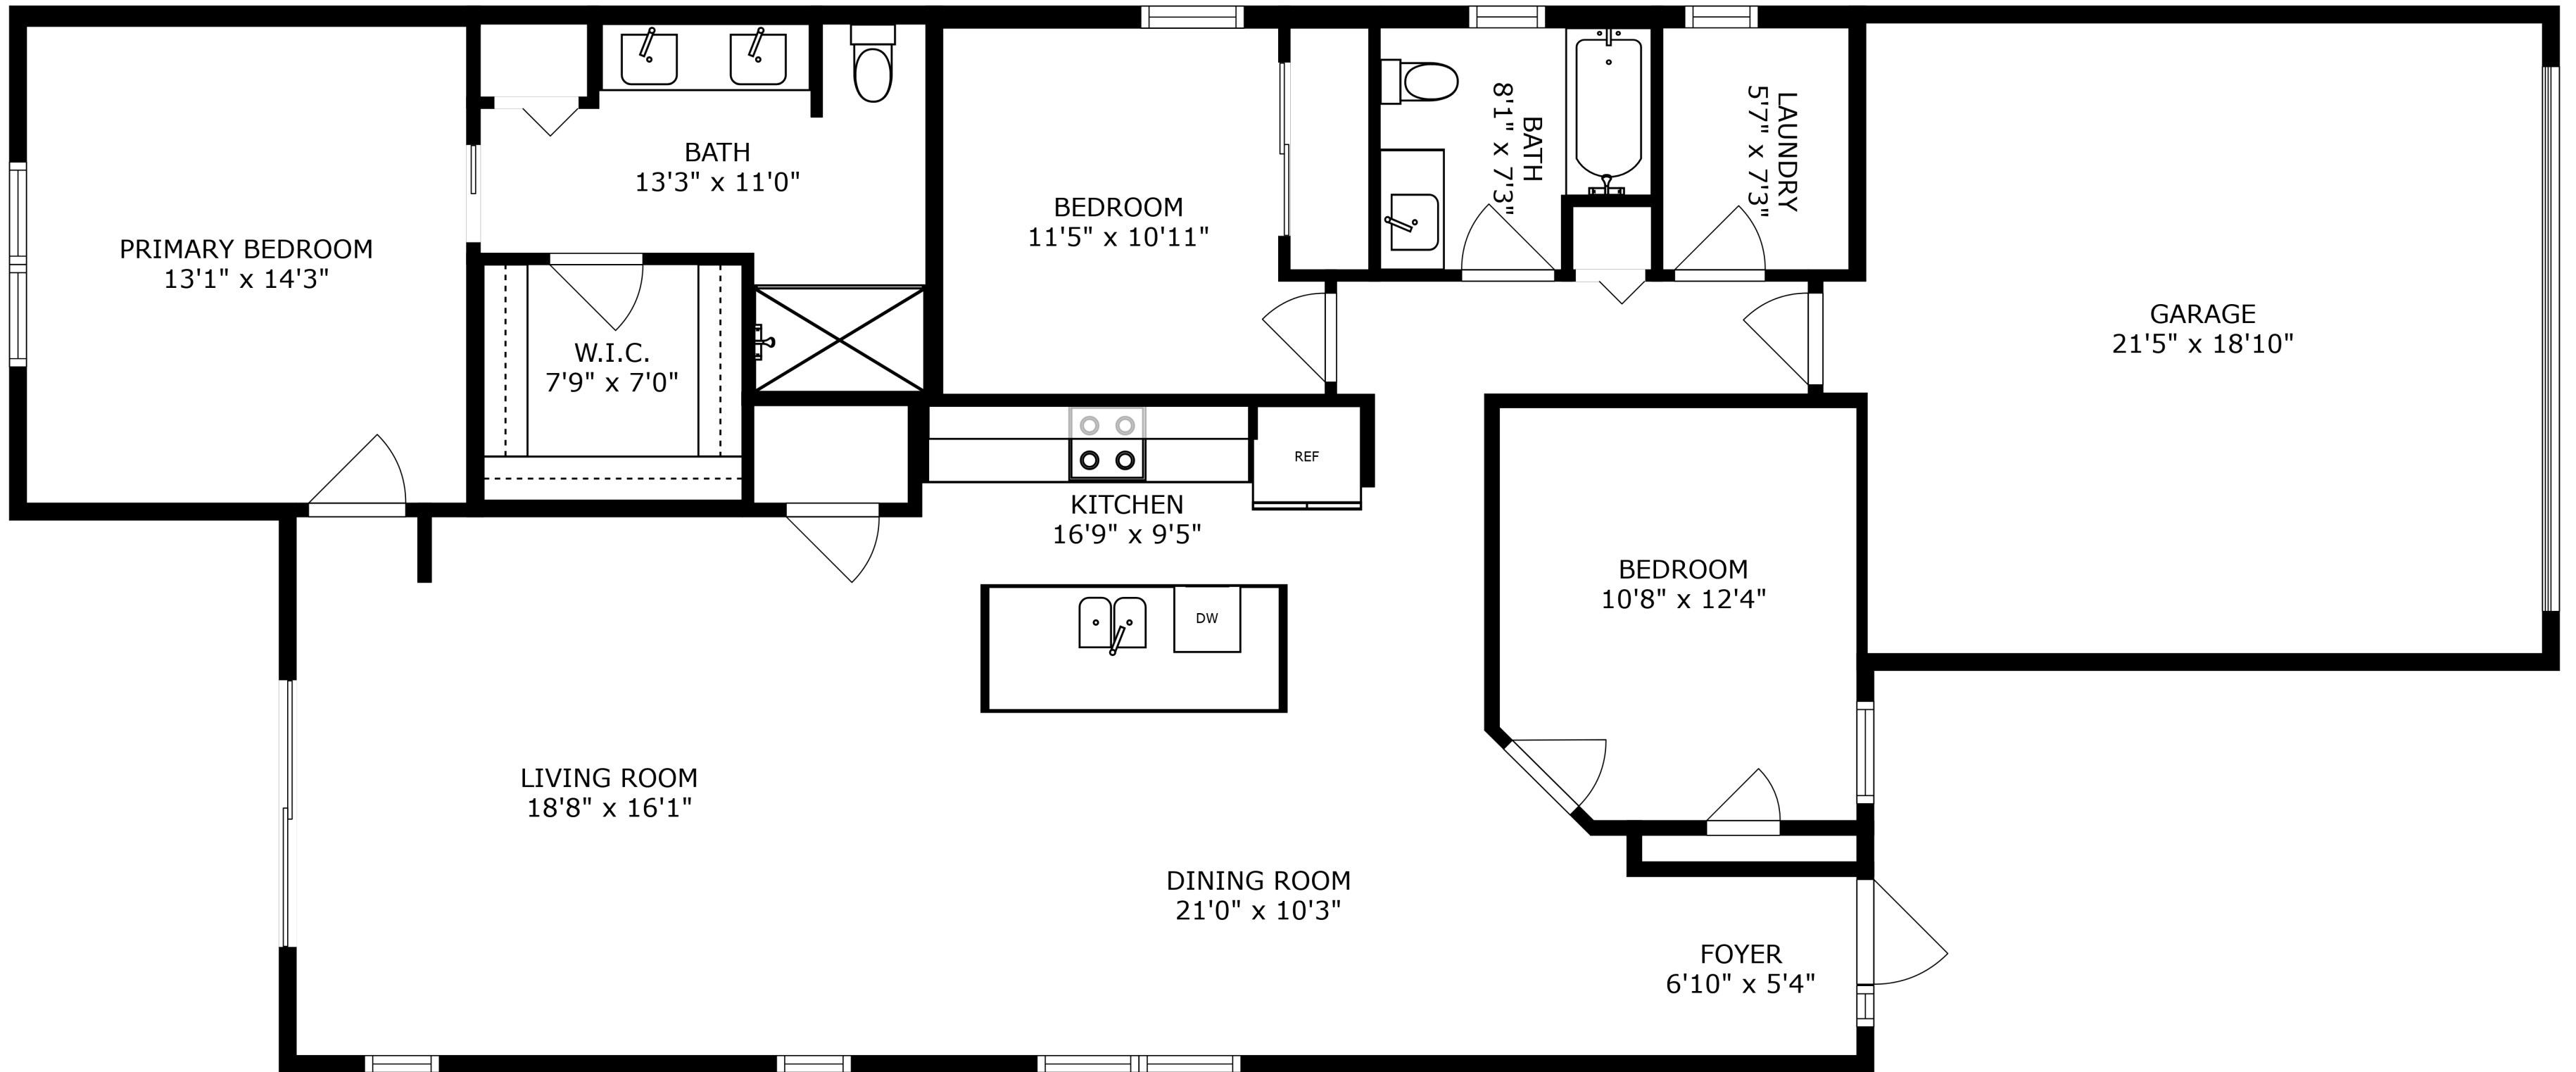 PRIMARY BEDROOM
13'1" x 14'3"
BATH
13'3" x 11'0"
W.I.C.
7'9" x 7'0"
BEDROOM
11'5" x 10'11"
BATH
8'1" x 7'3"
LAUNDRY
5'7" x 7'3"
GARAGE
21'5" x 18'10"
REF
KITCHEN
16'9" x 9'5"
DW
BEDROOM
10'8" x 12'4"
LIVING ROOM
18'8" x 16'1"
DINING ROOM
21'0" x 10'3"
FOYER
6'10" x 5'4"